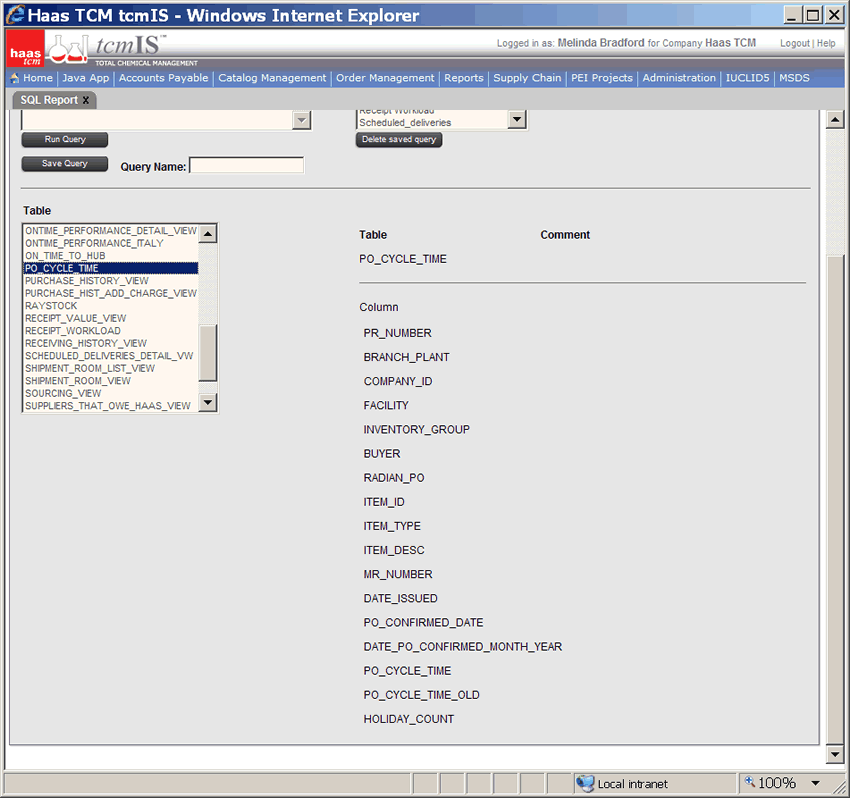 Haas TCM tcmIS - Windows Internet Explorer
haas tcm
tcmIS™
TOTAL CHEMICAL MANAGEMENT
Logged in as: Melinda Bradford for Company Haas TCM
Logout | Help
Home | Java App | Accounts Payable | Catalog Management | Order Management | Reports | Supply Chain | PEI Projects | Administration | IUCLID5 | MSDS
SQL Report X
Receipt Workload
Scheduled_deliveries
Run Query
Delete saved query
Save Query
Query Name:
Table
ONTIME_PERFORMANCE_DETAIL_VIEW
ONTIME_PERFORMANCE_ITALY
ON_TIME_TO_HUB
PO_CYCLE_TIME
PURCHASE_HISTORY_VIEW
PURCHASE_HIST_ADD_CHARGE_VIEW
RAYSTOCK
RECEIPT_VALUE_VIEW
RECEIPT_WORKLOAD
RECEIVING_HISTORY_VIEW
SCHEDULED_DELIVERIES_DETAIL_VW
SHIPMENT_ROOM_LIST_VIEW
SHIPMENT_ROOM_VIEW
SOURCING_VIEW
SUPPLIERS_THAT_OWE_HAAS_VIEW
Table Comment
PO_CYCLE_TIME
Column
PR_NUMBER
BRANCH_PLANT
COMPANY_ID
FACILITY
INVENTORY_GROUP
BUYER
RADIAN_PO
ITEM_ID
ITEM_TYPE
ITEM_DESC
MR_NUMBER
DATE_ISSUED
PO_CONFIRMED_DATE
DATE_PO_CONFIRMED_MONTH_YEAR
PO_CYCLE_TIME
PO_CYCLE_TIME_OLD
HOLIDAY_COUNT
Local intranet
100%